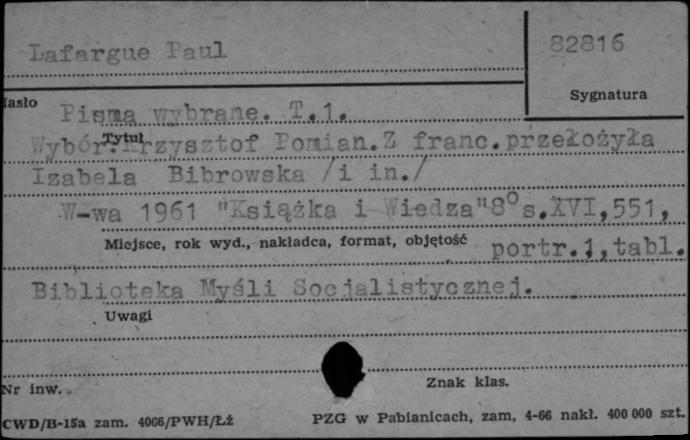 Lafargue Paul
82816
Hasło
Sygnatura
Pisma wybrane. T.1.
Tytuł
Wybór: Krzysztof Pomian.Z franc.przełożyła
Izabela Bibrowska /i in./
W-wa 1961 "Książka i Wiedza"8° s.XVI,551,
Miejsce, rok wyd., nakładca, format, objętość
portr.1,tabl.
Biblioteka Myśli Socjalistycznej.
Uwagi
Nr inw.
Znak klas.
CWD/B-15a zam. 4066/PWH/Łż
PZG w Pabianicach, zam, 4-66 nakł. 400 000 szt.